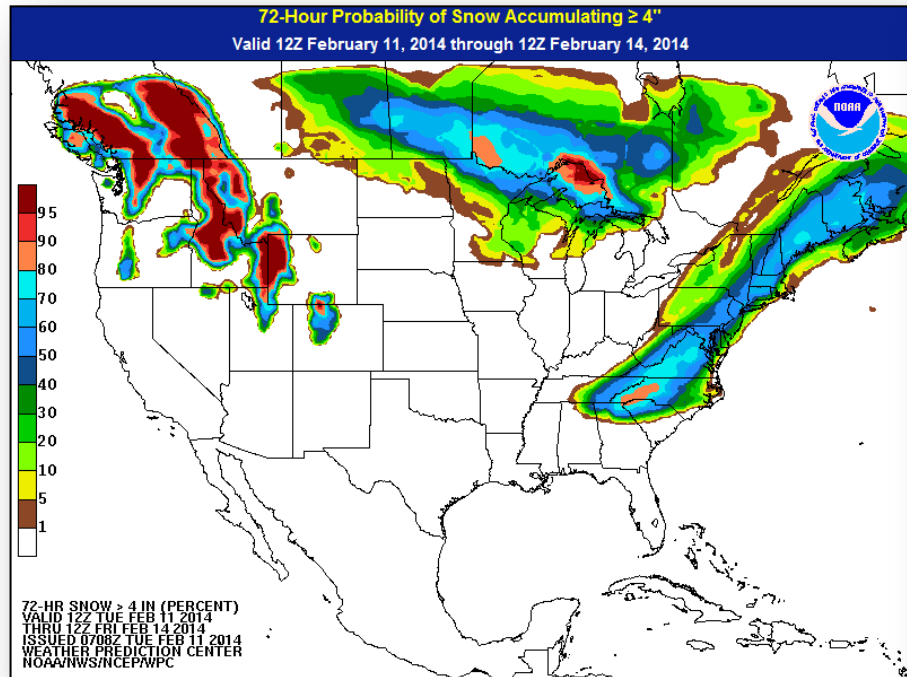 72-Hour Probability of Snow Accumulating ≥ 4"
Valid 12Z February 11, 2014 through 12Z February 14, 2014
NOAA
95
90
80
70
60
50
40
30
20
10
5
1
72-HR SNOW > 4 IN (PERCENT)
VALID 12Z TUE FEB 11 2014
THRU 12Z FRI FEB 14 2014
ISSUED 0708Z TUE FEB 11 2014
WEATHER PREDICTION CENTER
NOAA/NWS/NCEP/WPC